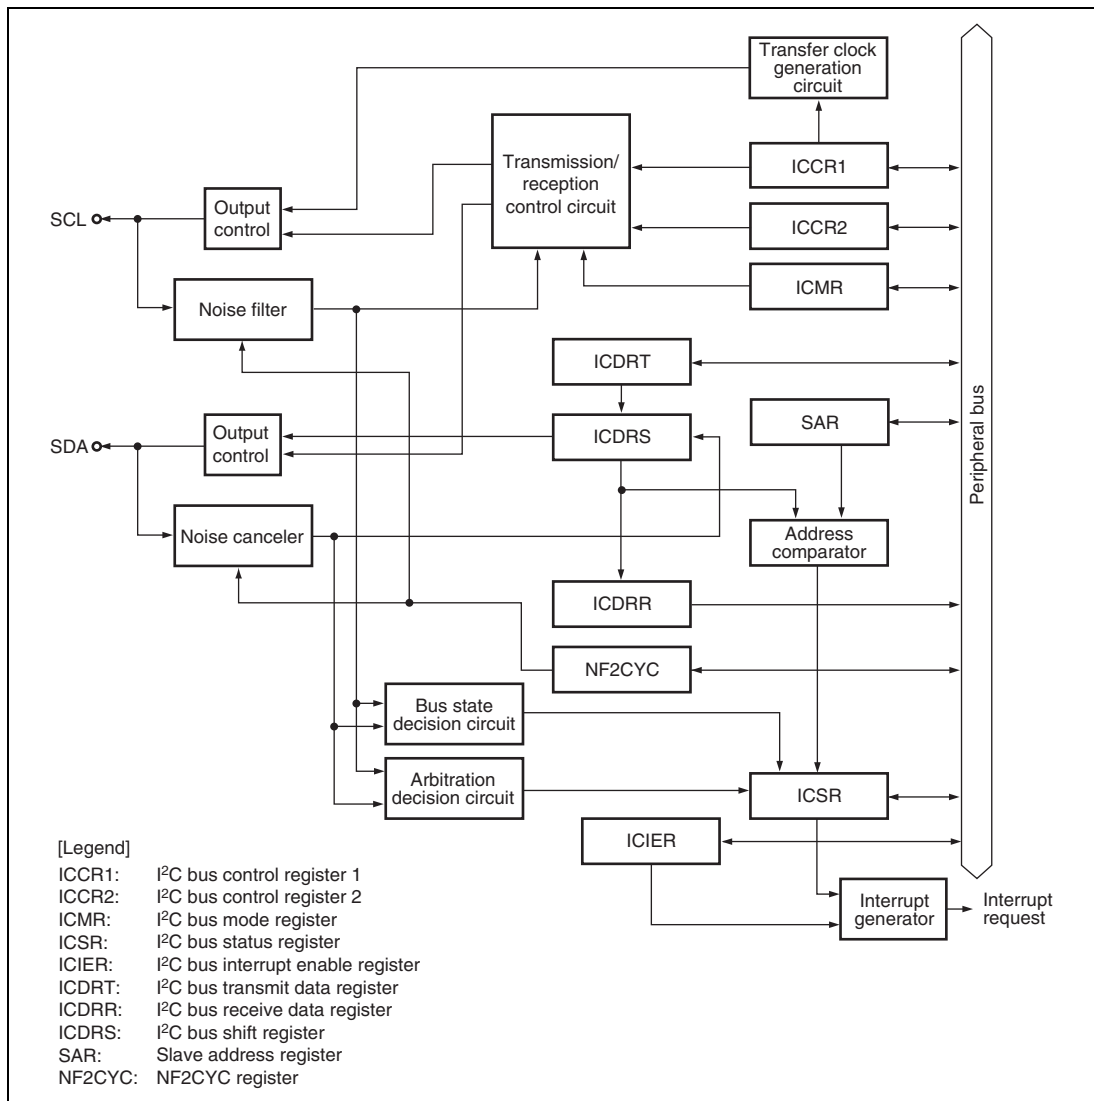 Transfer clock
generation
circuit
Transmission/
reception
control circuit
ICCR1
SCL
Output
control
ICCR2
ICMR
Noise filter
ICDRT
SAR
Peripheral bus
SDA
Output
control
ICDRS
Noise canceler
Address
comparator
ICDRR
NF2CYC
Bus state
decision circuit
Arbitration
decision circuit
ICSR
ICIER
Interrupt
generator
Interrupt
request
[Legend]
ICCR1: I²C bus control register 1
ICCR2: I²C bus control register 2
ICMR: I²C bus mode register
ICSR: I²C bus status register
ICIER: I²C bus interrupt enable register
ICDRT: I²C bus transmit data register
ICDRR: I²C bus receive data register
ICDRS: I²C bus shift register
SAR: Slave address register
NF2CYC: NF2CYC register